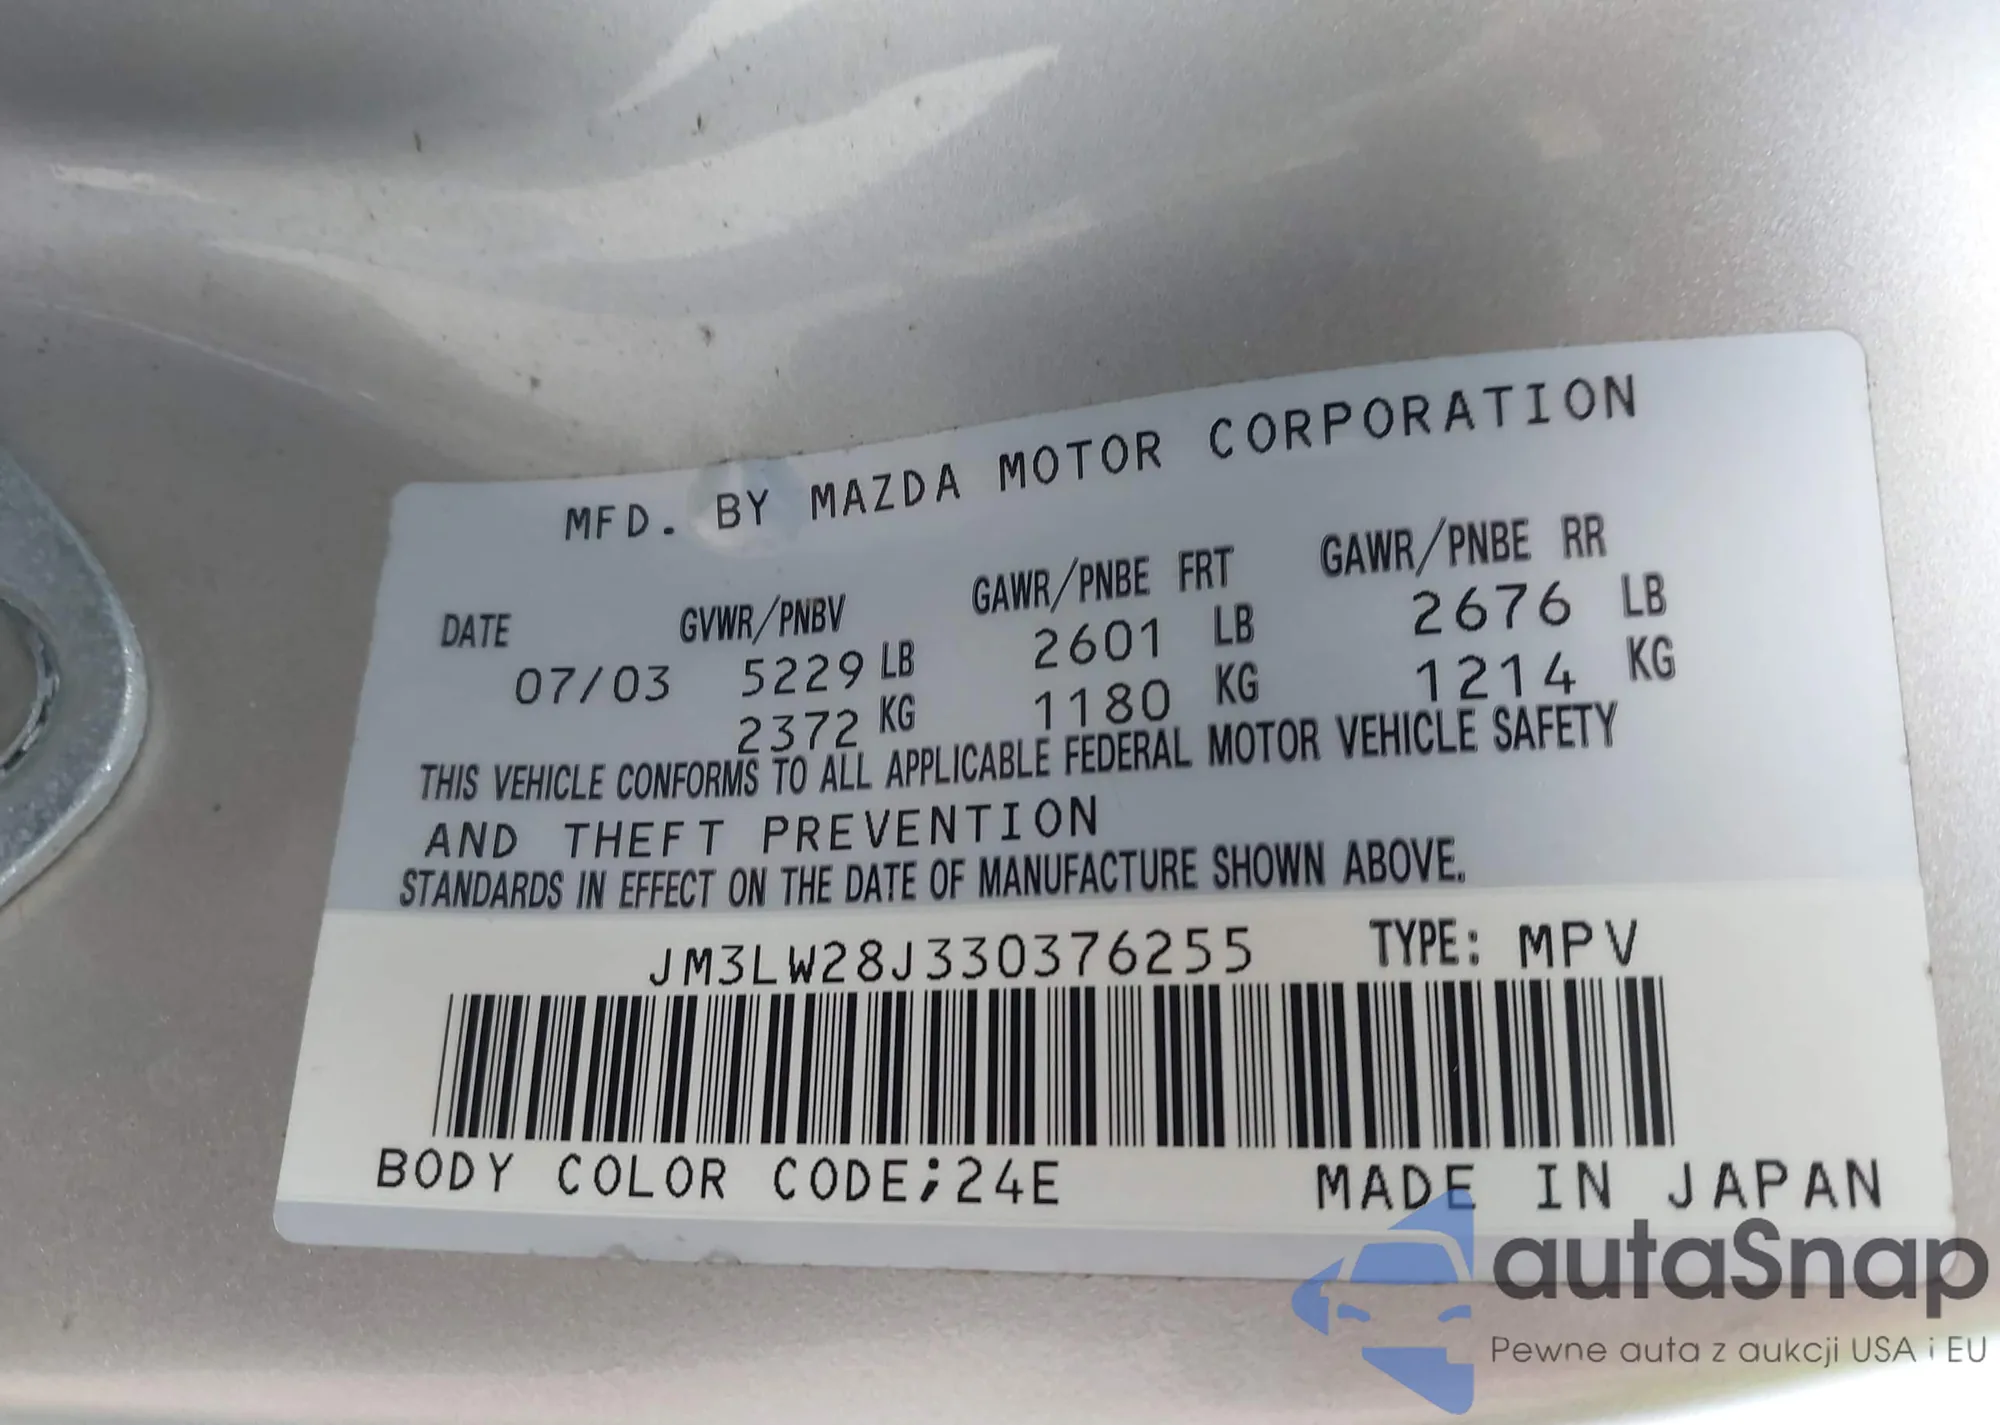 MFD. BY MAZDA MOTOR CORPORATION
DATE GVWR/PNBV GAWR/PNBE FRT GAWR/PNBE RR
07/03 5229 LB 2601 LB 2676 LB
2372 KG 1180 KG 1214 KG
THIS VEHICLE CONFORMS TO ALL APPLICABLE FEDERAL MOTOR VEHICLE SAFETY
AND THEFT PREVENTION
STANDARDS IN EFFECT ON THE DATE OF MANUFACTURE SHOWN ABOVE.
JM3LW28J330376255 TYPE: MPV
BODY COLOR CODE;24E MADE IN JAPAN
autaSnap
Pewne auta z aukcji USA i EU